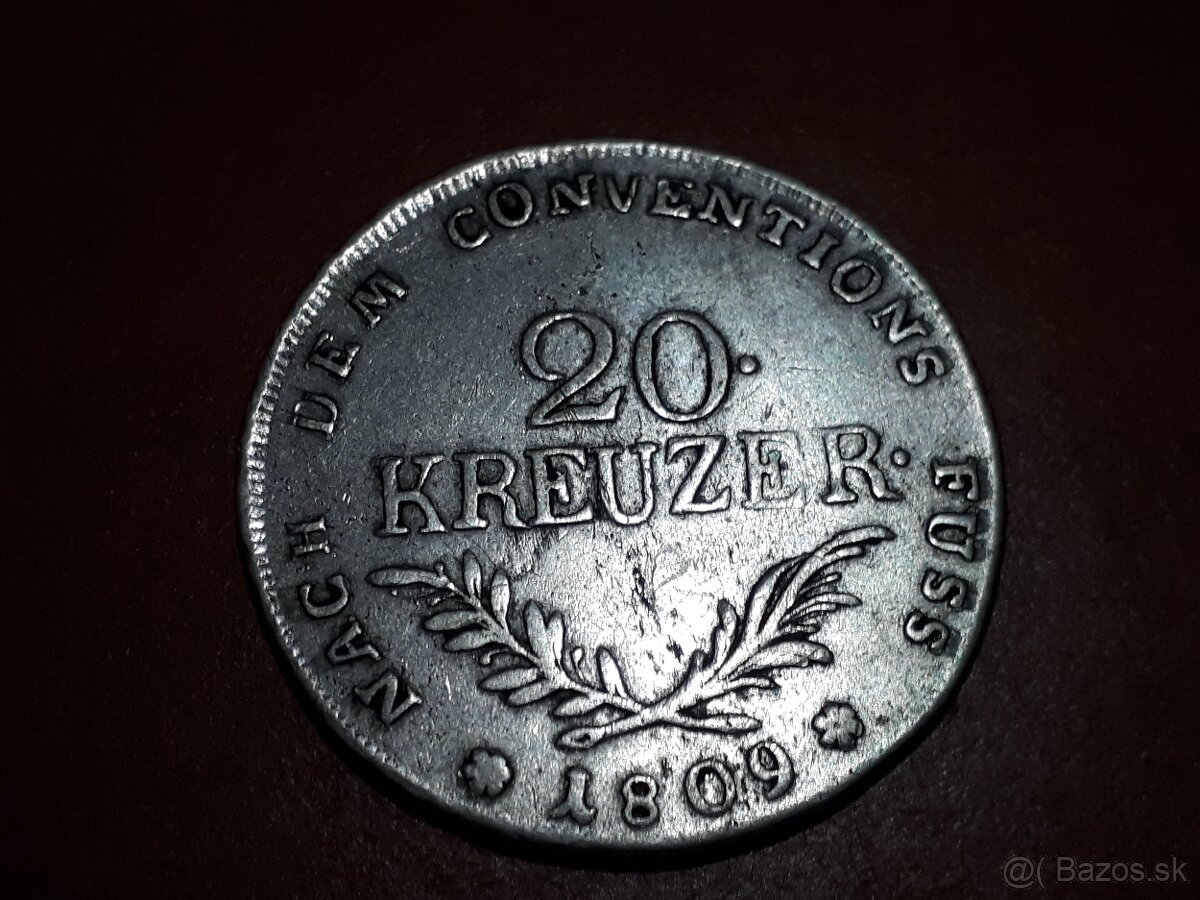 NACH DEM CONVENTIONS FUSS
20.
KREUZER.
1809
@( Bazos.sk